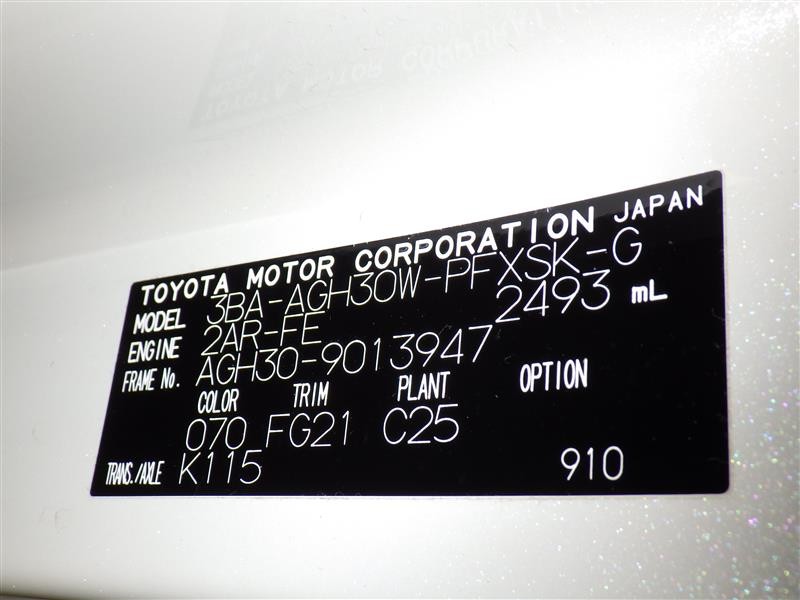 TOYOTA MOTOR CORPORATION JAPAN
MODEL 3BA-AGH30W-PFXSK-G
ENGINE 2AR-FE 2493 mL
FRAME No. AGH30-9013947
COLOR TRIM PLANT OPTION
070 FG21 C25
TRANS./AXLE K115 910